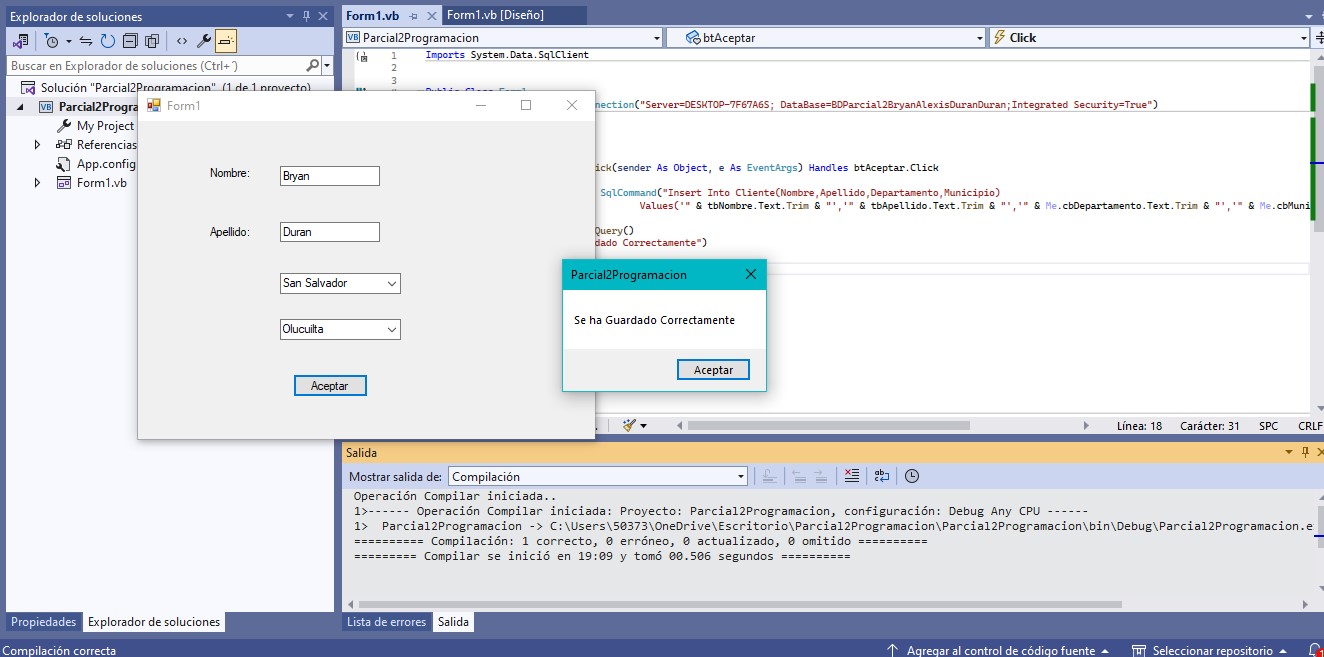 Explorador de soluciones
Form1.vb
Form1.vb [Diseño]
VB Parcial2Programacion
btAceptar
Click
Buscar en Explorador de soluciones (Ctrl+´)
Solución "Parcial2Programacion" (1 de 1 proyecto)
VB Parcial2Progra
My Project
Referencias
App.config
Form1.vb
1 Imports System.Data.SqlClient
2
3
nection("Server=DESKTOP-7F67A6S; DataBase=BDParcial2BryanAlexisDuranDuran;Integrated Security=True")
ick(sender As Object, e As EventArgs) Handles btAceptar.Click
SqlCommand("Insert Into Cliente(Nombre,Apellido,Departamento,Municipio)
Values('" & tbNombre.Text.Trim & "','" & tbApellido.Text.Trim & "','" & Me.cbDepartamento.Text.Trim & "','" & Me.cbMuni
Query()
dado Correctamente")
Form1
Nombre:
Bryan
Apellido:
Duran
San Salvador
Olucuilta
Aceptar
Parcial2Programacion
Se ha Guardado Correctamente
Aceptar
Línea: 18
Carácter: 31
SPC
CRLF
Salida
Mostrar salida de: Compilación
Operación Compilar iniciada..
1>------ Operación Compilar iniciada: Proyecto: Parcial2Programacion, configuración: Debug Any CPU ------
1>  Parcial2Programacion -> C:\Users\50373\OneDrive\Escritorio\Parcial2Programacion\Parcial2Programacion\bin\Debug\Parcial2Programacion.e
========== Compilación: 1 correcto, 0 erróneo, 0 actualizado, 0 omitido ==========
========= Compilar se inició en 19:09 y tomó 00.506 segundos ==========
Propiedades
Explorador de soluciones
Lista de errores
Salida
Compilación correcta
Agregar al control de código fuente
Seleccionar repositorio
1